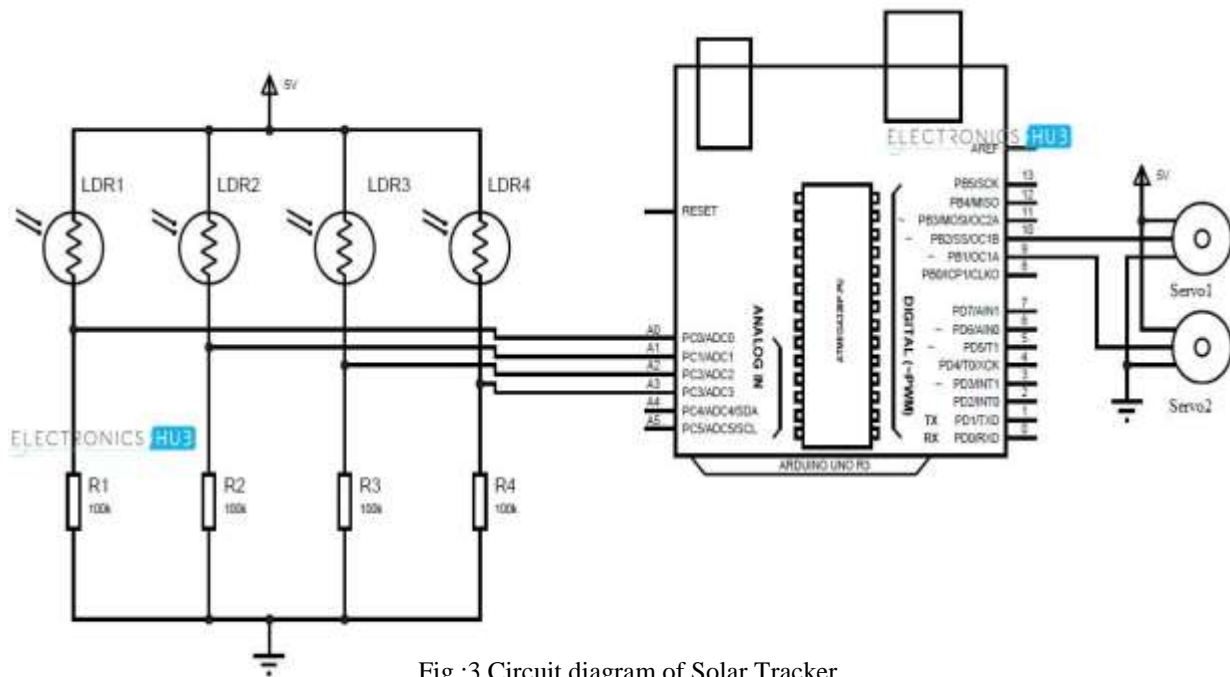 5V
LDR1
LDR2
LDR3
LDR4
ELECTRONICS HUB
R1
100k
R2
100k
R3
100k
R4
100k
ELECTRONICS HUB
AREF
RESET
PB5/SCK 13
PB4/MISO 12
~ PB3/MOSI/OC2A 11
~ PB2/SS/OC1B 10
~ PB1/OC1A 9
PB0/ICP1/CLKO 8
PD7/AIN1 7
~ PD6/AIN0 6
~ PD5/T1 5
PD4/T0/XCK 4
~ PD3/INT1 3
PD2/INT0 2
TX PD1/TXD 1
RX PD0/RXD 0
A0 PC0/ADC0
A1 PC1/ADC1
A2 PC2/ADC2
A3 PC3/ADC3
A4 PC4/ADC4/SDA
A5 PC5/ADC5/SCL
ANALOG IN
DIGITAL (~PWM)
ARDUINO UNO R3
5V
Servo1
Servo2
Fig.:3 Circuit diagram of Solar Tracker